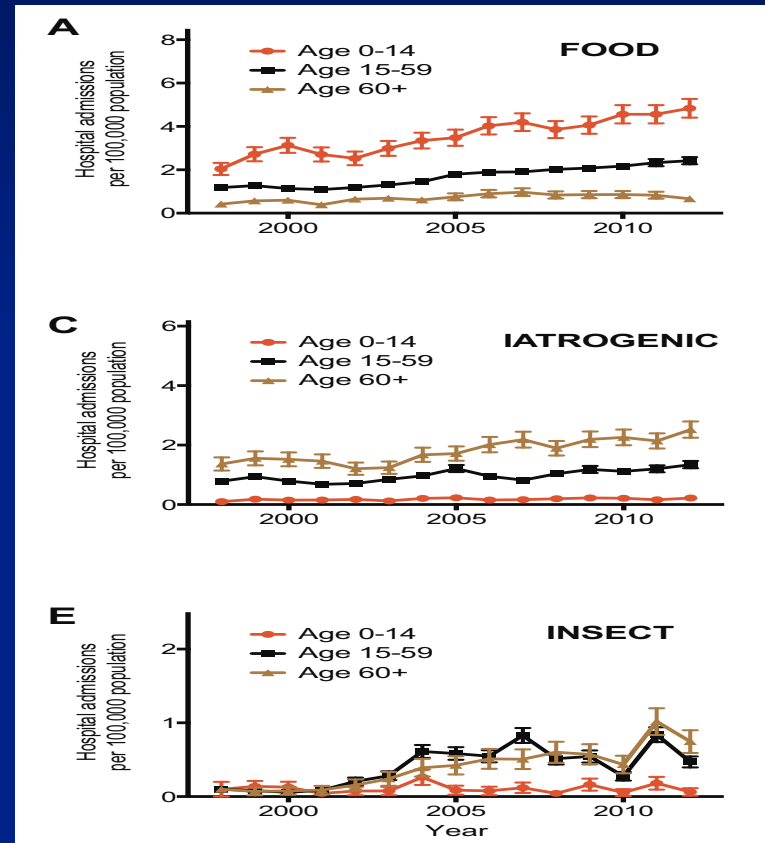 A
FOOD
Hospital admissions
per 100,000 population
Age 0-14
Age 15-59
Age 60+
8
6
4
2
0
2000 2005 2010
C
IATROGENIC
Hospital admissions
per 100,000 population
Age 0-14
Age 15-59
Age 60+
6
4
2
0
2000 2005 2010
E
INSECT
Hospital admissions
per 100,000 population
Age 0-14
Age 15-59
Age 60+
2
1
0
2000 2005 2010
Year